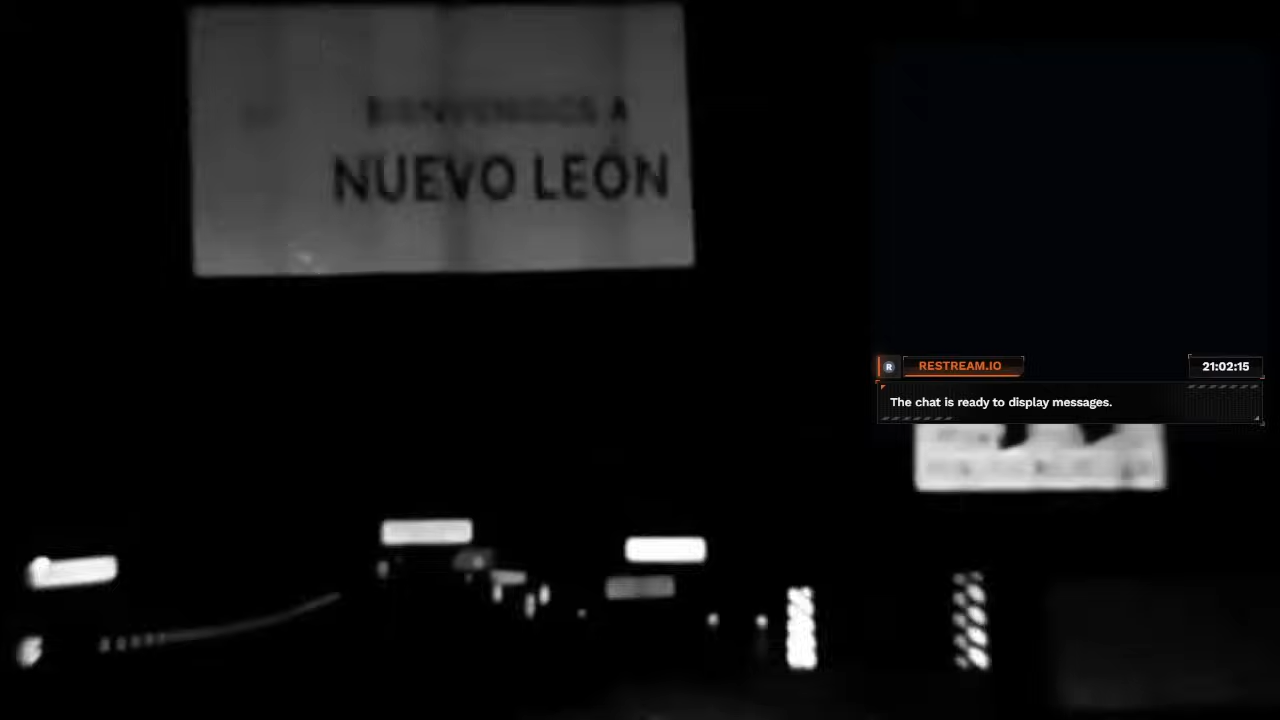 BIENVENIDOS A
NUEVO LEÓN
R
RESTREAM.IO
21:02:15
The chat is ready to display messages.